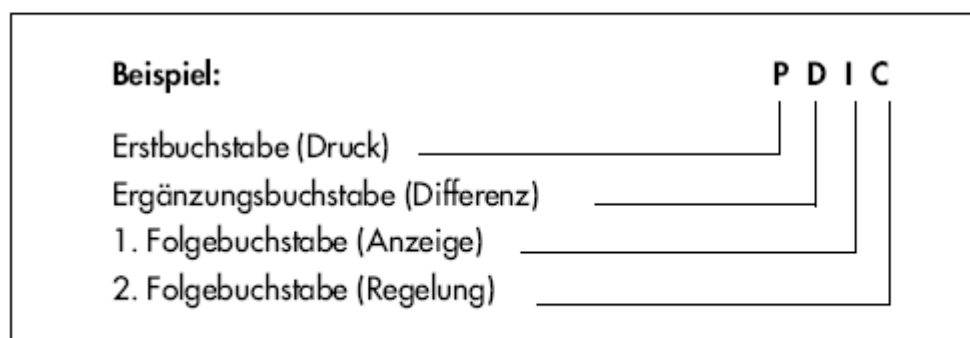 Beispiel: P D I C
Erstbuchstabe (Druck)
Ergänzungsbuchstabe (Differenz)
1. Folgebuchstabe (Anzeige)
2. Folgebuchstabe (Regelung)